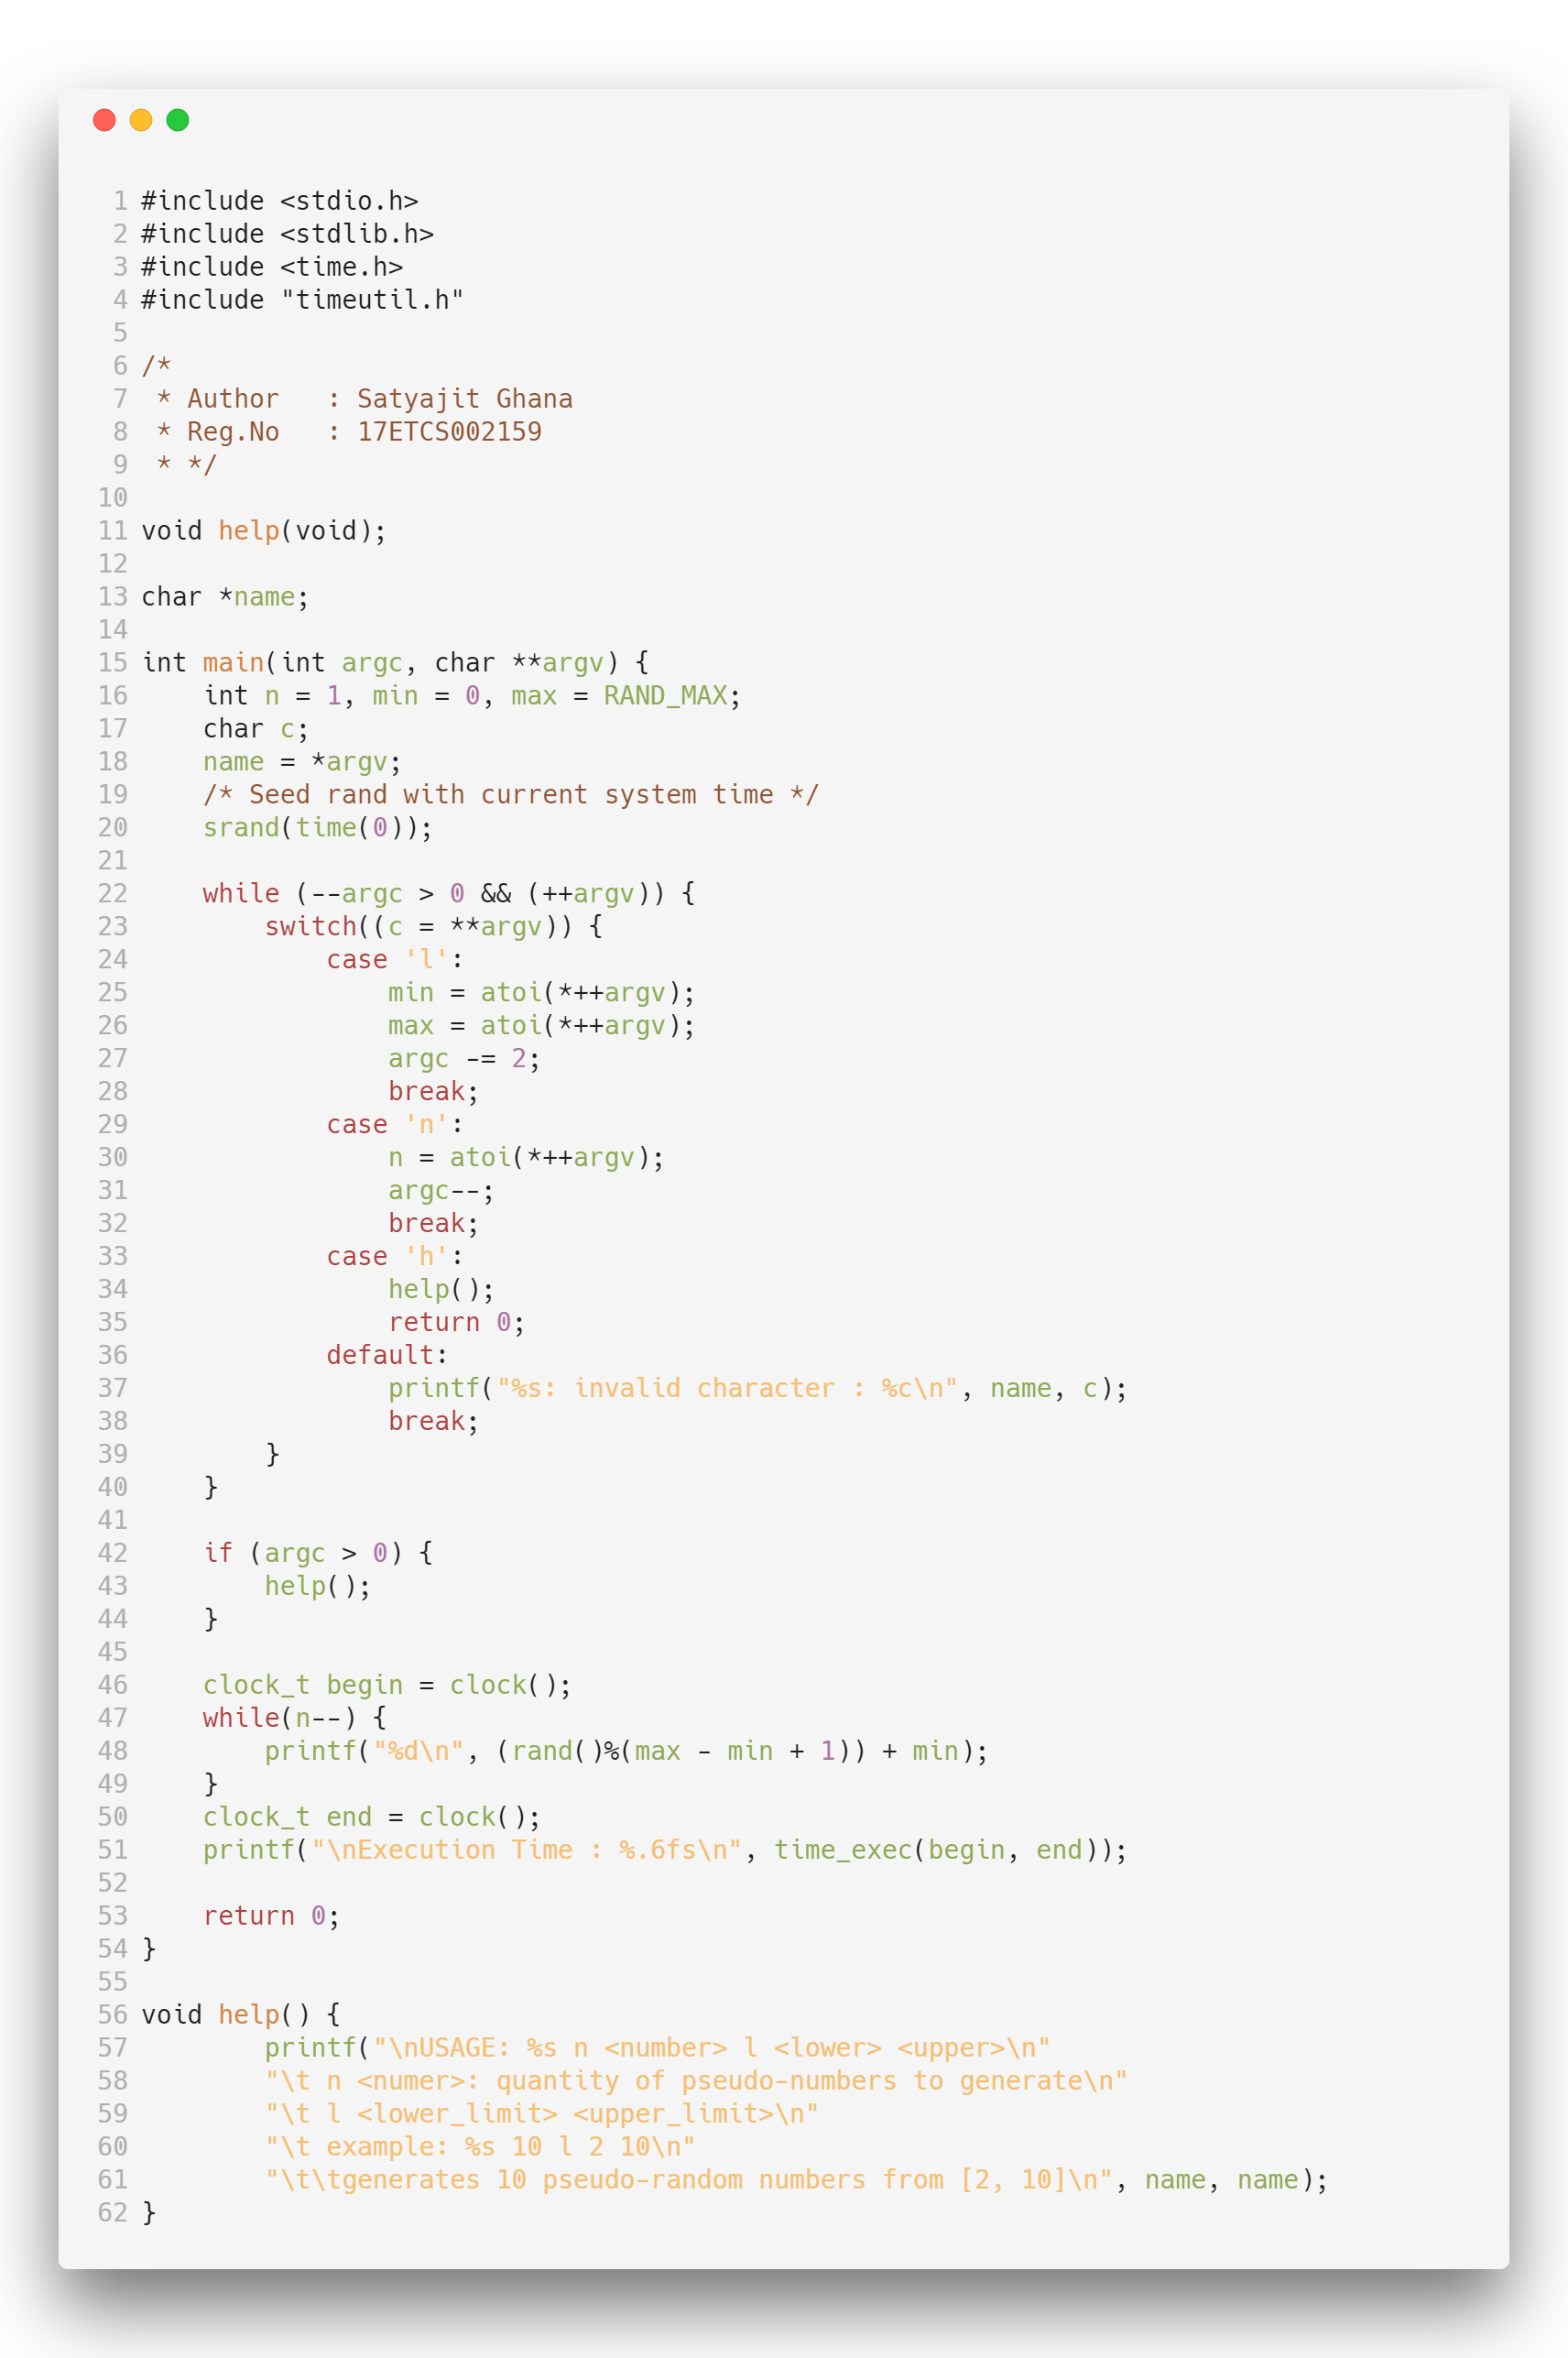 1 #include <stdio.h>
2 #include <stdlib.h>
3 #include <time.h>
4 #include "timeutil.h"
5
6 /*
7  * Author   : Satyajit Ghana
8  * Reg.No   : 17ETCS002159
9  * */
10
11 void help(void);
12
13 char *name;
14
15 int main(int argc, char **argv) {
16     int n = 1, min = 0, max = RAND_MAX;
17     char c;
18     name = *argv;
19     /* Seed rand with current system time */
20     srand(time(0));
21
22     while (--argc > 0 && (++argv)) {
23         switch((c = **argv)) {
24             case 'l':
25                 min = atoi(*++argv);
26                 max = atoi(*++argv);
27                 argc -= 2;
28                 break;
29             case 'n':
30                 n = atoi(*++argv);
31                 argc--;
32                 break;
33             case 'h':
34                 help();
35                 return 0;
36             default:
37                 printf("%s: invalid character : %c\n", name, c);
38                 break;
39         }
40     }
41
42     if (argc > 0) {
43         help();
44     }
45
46     clock_t begin = clock();
47     while(n--) {
48         printf("%d\n", (rand()%(max - min + 1)) + min);
49     }
50     clock_t end = clock();
51     printf("\nExecution Time : %.6fs\n", time_exec(begin, end));
52
53     return 0;
54 }
55
56 void help() {
57         printf("\nUSAGE: %s n <number> l <lower> <upper>\n"
58         "\t n <numer>: quantity of pseudo-numbers to generate\n"
59         "\t l <lower_limit> <upper_limit>\n"
60         "\t example: %s 10 l 2 10\n"
61         "\t\tgenerates 10 pseudo-random numbers from [2, 10]\n", name, name);
62 }